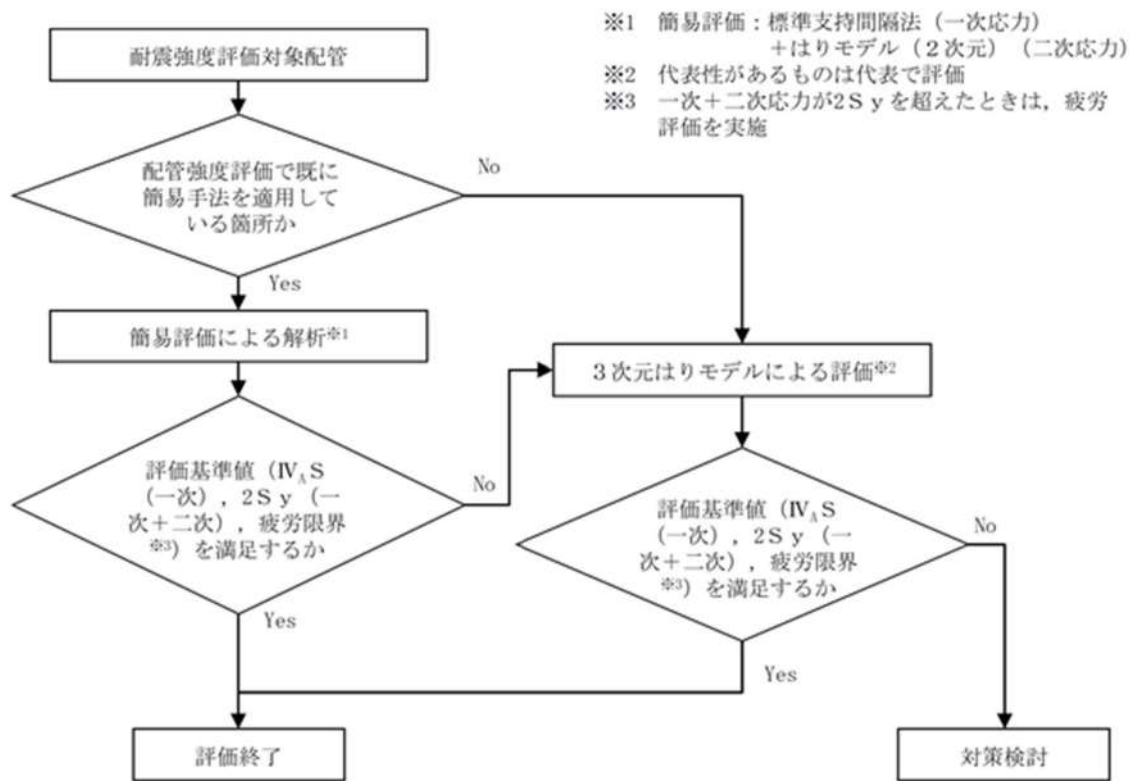 ※1 簡易評価：標準支持間隔法（一次応力）
＋はりモデル（２次元）（二次応力）
※2 代表性があるものは代表で評価
※3 一次＋二次応力が2Ｓｙを超えたときは，疲労
評価を実施
耐震強度評価対象配管
配管強度評価で既に
簡易手法を適用して
いる箇所か
No
Yes
簡易評価による解析※1
３次元はりモデルによる評価※2
評価基準値（ⅣAＳ
（一次），2Ｓｙ（一
次＋二次），疲労限界
※3）を満足するか
No
Yes
評価基準値（ⅣAＳ
（一次），2Ｓｙ（一
次＋二次），疲労限界
※3）を満足するか
No
Yes
評価終了
対策検討